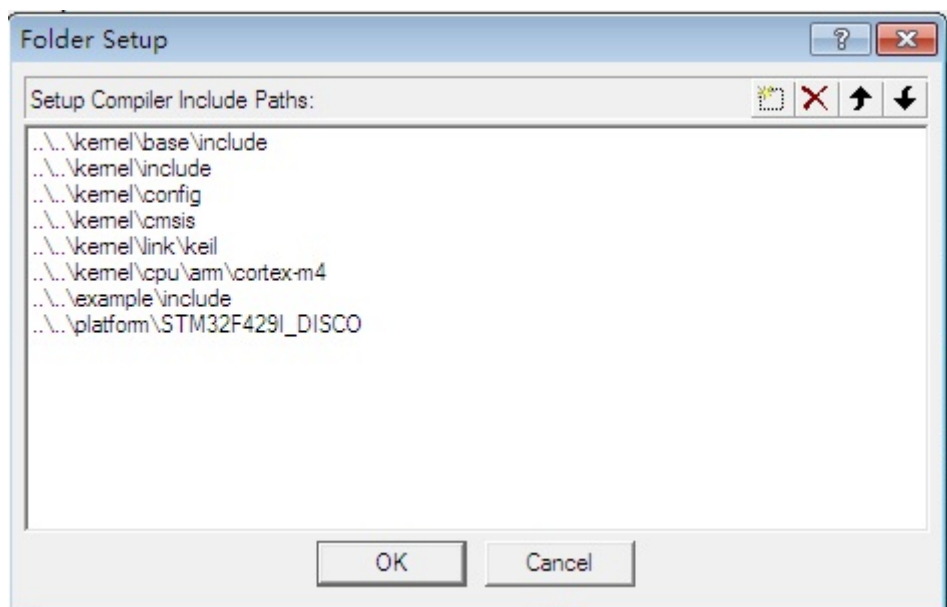 Folder Setup
Setup Compiler Include Paths:
..\..\kernel\base\include
..\..\kernel\include
..\..\kernel\config
..\..\kernel\cmsis
..\..\kernel\link\keil
..\..\kernel\cpu\arm\cortex-m4
..\..\example\include
..\..\platform\STM32F429I_DISCO
OK Cancel